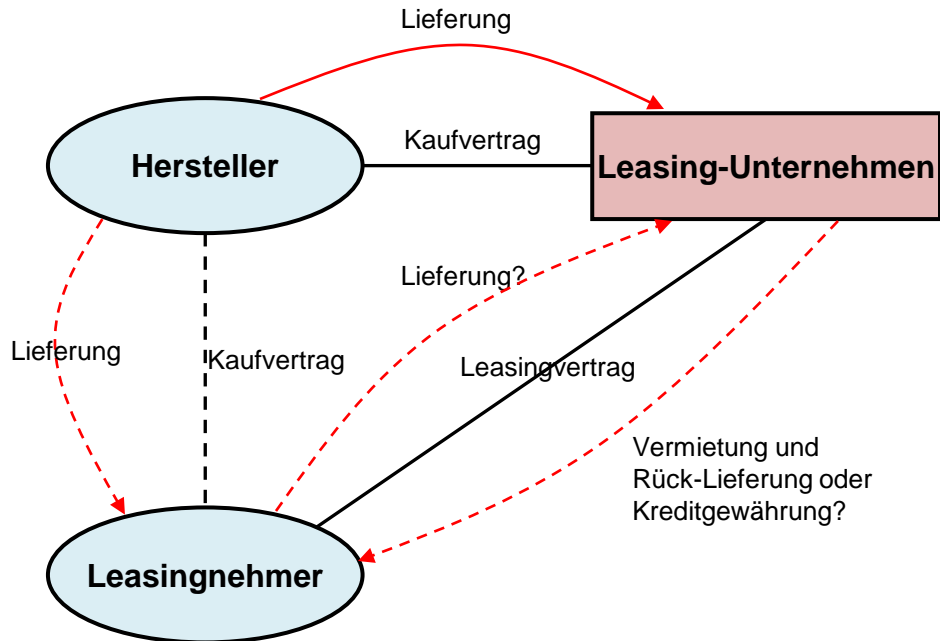 Lieferung
Kaufvertrag
Hersteller
Leasing-Unternehmen
Lieferung?
Lieferung
Kaufvertrag
Leasingvertrag
Vermietung und
Rück-Lieferung oder
Kreditgewährung?
Leasingnehmer